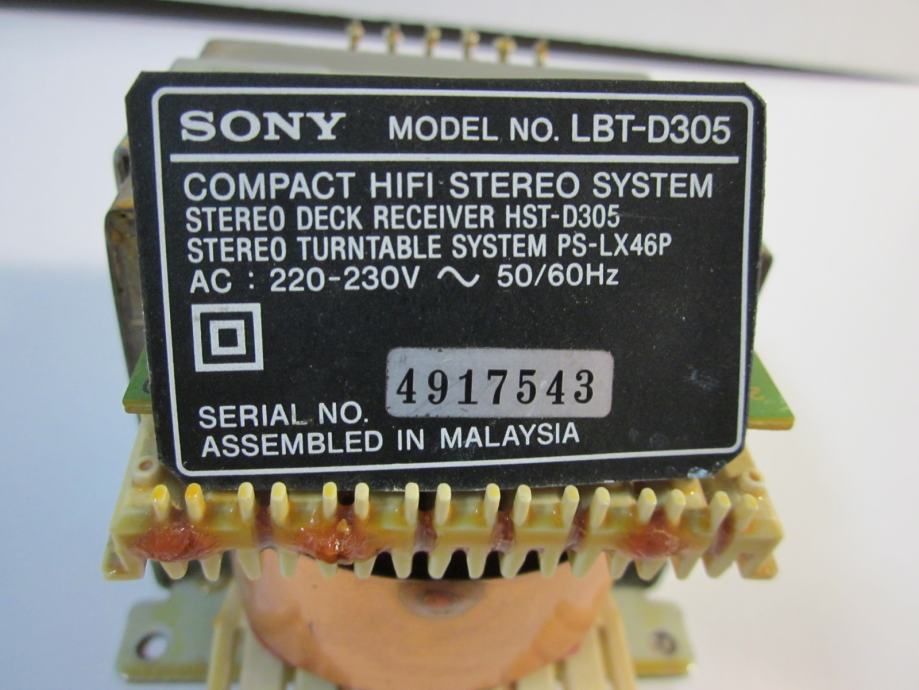 SONY MODEL NO. LBT-D305
COMPACT HIFI STEREO SYSTEM
STEREO DECK RECEIVER HST-D305
STEREO TURNTABLE SYSTEM PS-LX46P
AC : 220-230V ～ 50/60Hz
SERIAL NO. 4917543
ASSEMBLED IN MALAYSIA